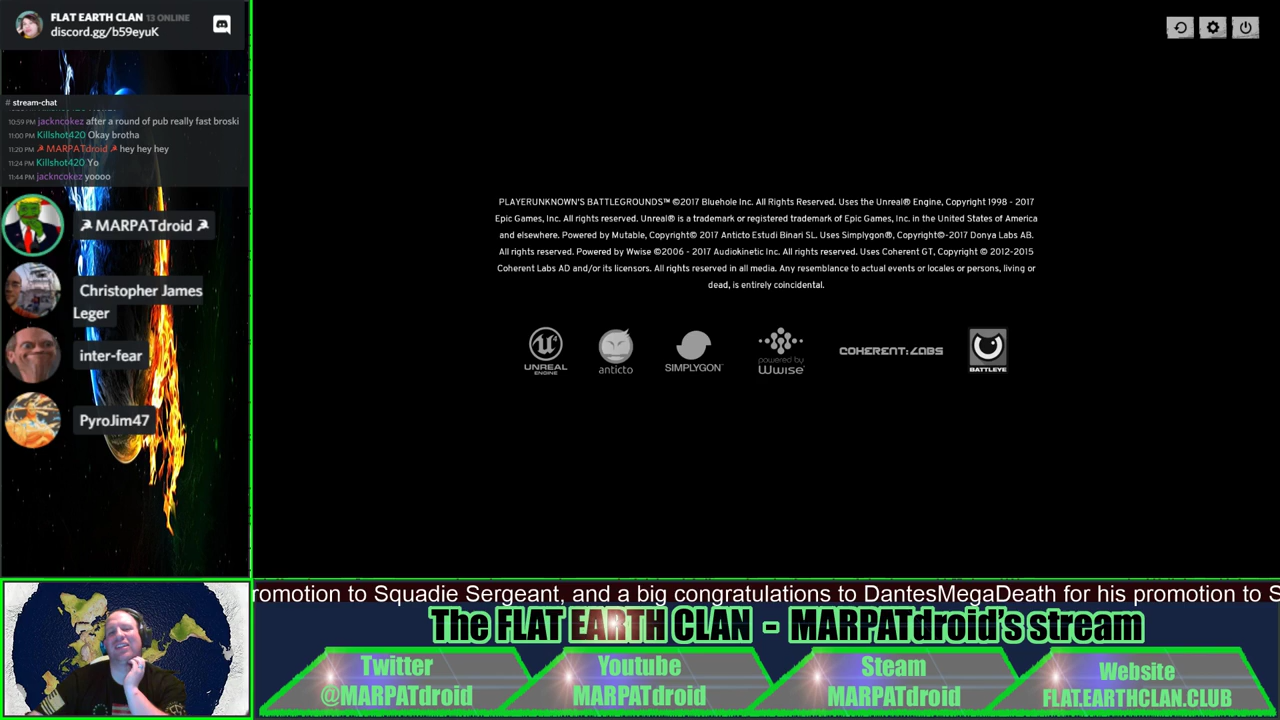 FLAT EARTH CLAN 13 ONLINE
discord.gg/b59eyuK
# stream-chat
10:59 PM jackncokez after a round of pub really fast broski
11:00 PM Killshot420 Okay brotha
11:20 PM ☭ MARPATdroid ☭ hey hey hey
11:24 PM Killshot420 Yo
11:44 PM jackncokez yoooo
☭ MARPATdroid ☭
Christopher James
Leger
inter-fear
PyroJim47
PLAYERUNKNOWN'S BATTLEGROUNDS™ ©2017 Bluehole Inc. All Rights Reserved. Uses the Unreal® Engine, Copyright 1998 - 2017
Epic Games, Inc. All rights reserved. Unreal® is a trademark or registered trademark of Epic Games, Inc. in the United States of America
and elsewhere. Powered by Mutable, Copyright© 2017 Anticto Estudi Binari SL. Uses Simplygon®, Copyright©-2017 Donya Labs AB.
All rights reserved. Powered by Wwise ©2006 - 2017 Audiokinetic Inc. All rights reserved. Uses Coherent GT, Copyright © 2012-2015
Coherent Labs AD and/or its licensors. All rights reserved in all media. Any resemblance to actual events or locales or persons, living or
dead, is entirely coincidental.
UNREAL ENGINE
anticto
SIMPLYGON
powered by Wwise
COHERENT:LABS
BATTLEYE
romotion to Squadie Sergeant, and a big congratulations to DantesMegaDeath for his promotion to S
The FLAT EARTH CLAN - MARPATdroid's stream
Twitter
@MARPATdroid
Youtube
MARPATdroid
Steam
MARPATdroid
Website
FLAT.EARTHCLAN.CLUB